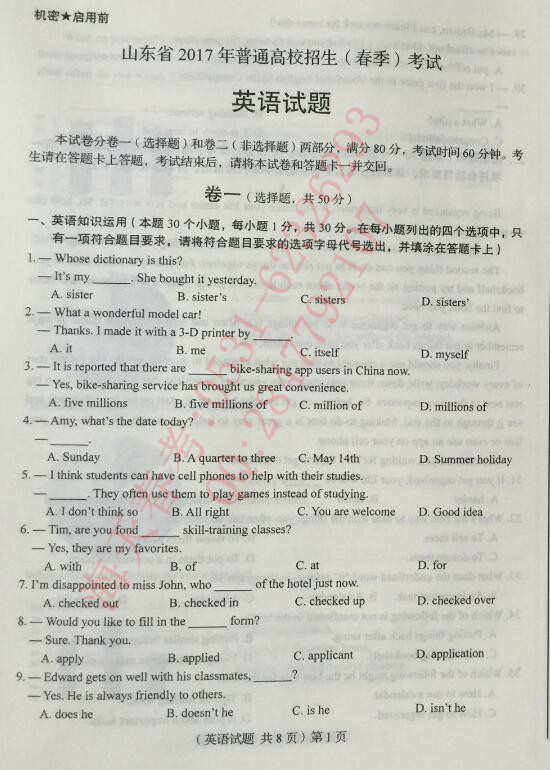 机密★启用前
山东省 2017 年普通高校招生（春季）考试
英语试题
本试卷分卷一（选择题）和卷二（非选择题）两部分，满分 80 分，考试时间 60 分钟。考
生请在答题卡上答题，考试结束后，请将本试卷和答题卡一并交回。
卷一（选择题，共 50 分）
一、英语知识运用（本题 30 个小题，每小题 1 分，共 30 分。在每小题列出的四个选项中，只
有一项符合题目要求，请将符合题目要求的选项字母代号选出，并填涂在答题卡上）
1. — Whose dictionary is this?
— It's my ______. She bought it yesterday.
A. sister B. sister's C. sisters D. sisters'
2. — What a wonderful model car!
— Thanks. I made it with a 3-D printer by ______.
A. it B. me C. itself D. myself
3. — It is reported that there are ______ bike-sharing app users in China now.
— Yes, bike-sharing service has brought us great convenience.
A. five millions B. five millions of C. million of D. millions of
4. — Amy, what's the date today?
— ______.
A. Sunday B. A quarter to three C. May 14th D. Summer holiday
5. — I think students can have cell phones to help with their studies.
— ______. They often use them to play games instead of studying.
A. I don't think so B. All right C. You are welcome D. Good idea
6. — Tim, are you fond ______ skill-training classes?
— Yes, they are my favorites.
A. with B. of C. at D. for
7. I'm disappointed to miss John, who ______ of the hotel just now.
A. checked out B. checked in C. checked up D. checked over
8. — Would you like to fill in the ______ form?
— Sure. Thank you.
A. apply B. applied C. applicant D. application
9. — Edward gets on well with his classmates, ______?
— Yes. He is always friendly to others.
A. does he B. doesn't he C. is he D. isn't he
（英语试题 共 8 页）第 1 页